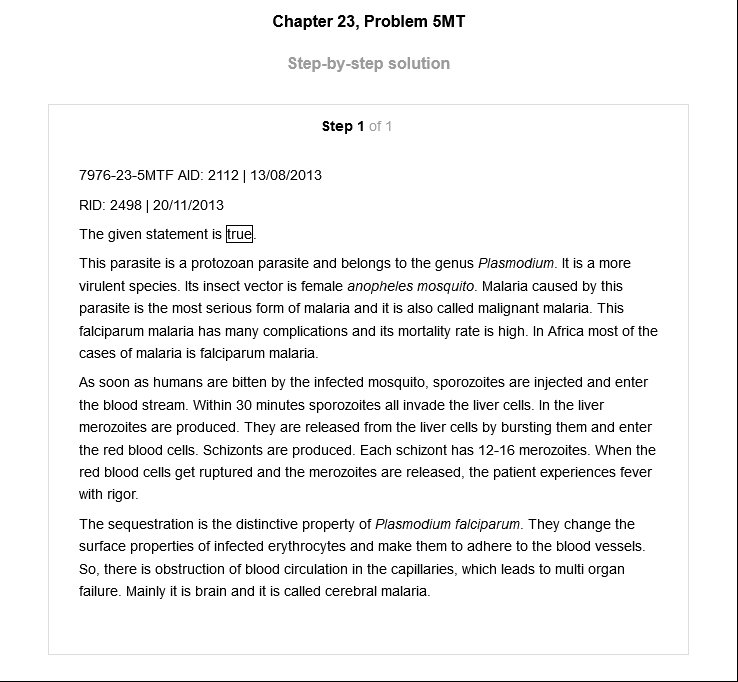 Chapter 23, Problem 5MT
Step-by-step solution
Step 1 of 1
7976-23-5MTF AID: 2112 | 13/08/2013
RID: 2498 | 20/11/2013
The given statement is true.
This parasite is a protozoan parasite and belongs to the genus Plasmodium. It is a more
virulent species. Its insect vector is female anopheles mosquito. Malaria caused by this
parasite is the most serious form of malaria and it is also called malignant malaria. This
falciparum malaria has many complications and its mortality rate is high. In Africa most of the
cases of malaria is falciparum malaria.
As soon as humans are bitten by the infected mosquito, sporozoites are injected and enter
the blood stream. Within 30 minutes sporozoites all invade the liver cells. In the liver
merozoites are produced. They are released from the liver cells by bursting them and enter
the red blood cells. Schizonts are produced. Each schizont has 12-16 merozoites. When the
red blood cells get ruptured and the merozoites are released, the patient experiences fever
with rigor.
The sequestration is the distinctive property of Plasmodium falciparum. They change the
surface properties of infected erythrocytes and make them to adhere to the blood vessels.
So, there is obstruction of blood circulation in the capillaries, which leads to multi organ
failure. Mainly it is brain and it is called cerebral malaria.